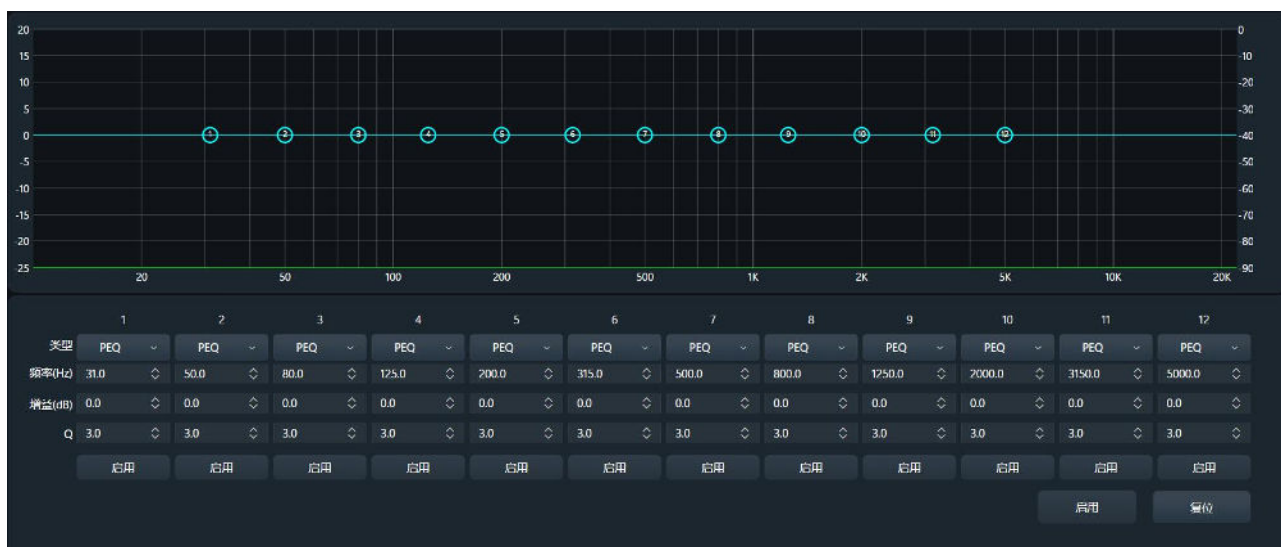 20 0
15 -10
10 -20
5 -30
0 1 2 3 4 5 6 7 8 9 10 11 12 -40
-5 -50
-10 -60
-15 -70
-20 -80
-25 -90
20 50 100 200 500 1K 2K 5K 10K 20K
1 2 3 4 5 6 7 8 9 10 11 12
类型 PEQ PEQ PEQ PEQ PEQ PEQ PEQ PEQ PEQ PEQ PEQ PEQ
频率(Hz) 31.0 50.0 80.0 125.0 200.0 315.0 500.0 800.0 1250.0 2000.0 3150.0 5000.0
增益(dB) 0.0 0.0 0.0 0.0 0.0 0.0 0.0 0.0 0.0 0.0 0.0 0.0
Q 3.0 3.0 3.0 3.0 3.0 3.0 3.0 3.0 3.0 3.0 3.0 3.0
启用 启用 启用 启用 启用 启用 启用 启用 启用 启用 启用 启用
启用 复位